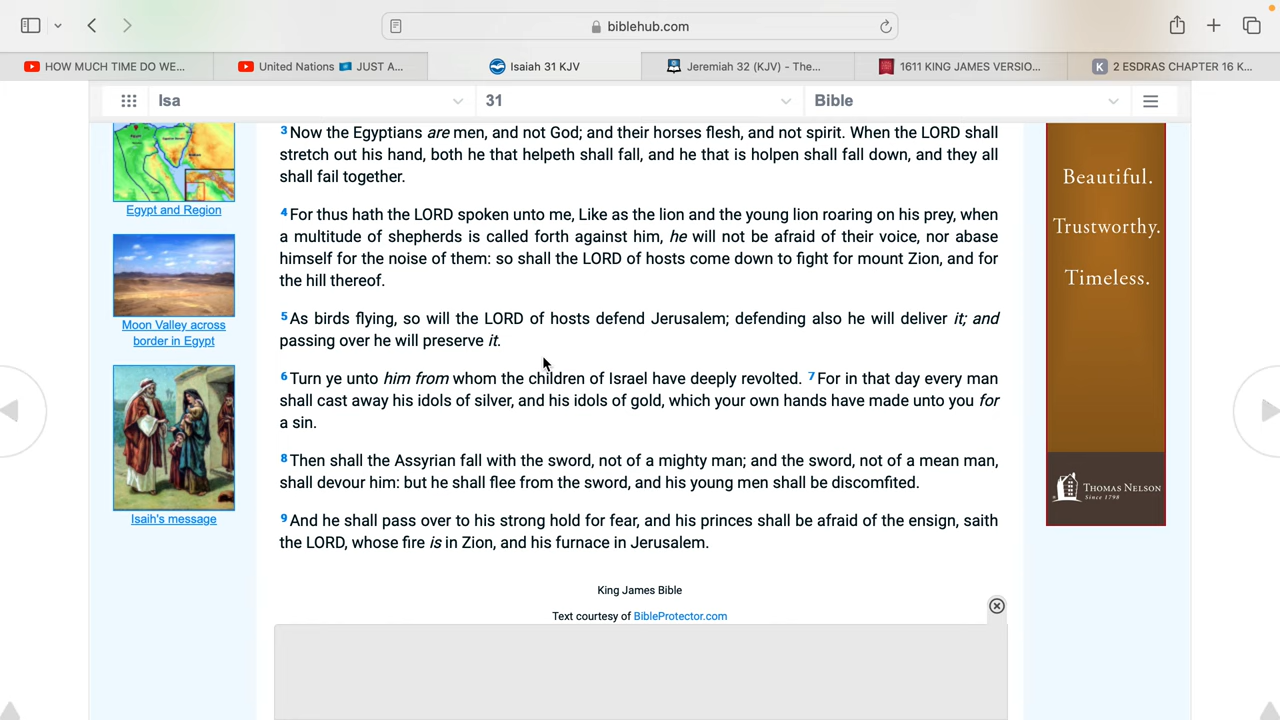 biblehub.com
HOW MUCH TIME DO WE...
United Nations 🇰🇿 JUST A...
Isaiah 31 KJV
Jeremiah 32 (KJV) - The...
1611 KING JAMES VERSIO...
K 2 ESDRAS CHAPTER 16 K...
Isa 31 Bible
3 Now the Egyptians are men, and not God; and their horses flesh, and not spirit. When the LORD shall
stretch out his hand, both he that helpeth shall fall, and he that is holpen shall fall down, and they all
shall fail together.
4 For thus hath the LORD spoken unto me, Like as the lion and the young lion roaring on his prey, when
a multitude of shepherds is called forth against him, he will not be afraid of their voice, nor abase
himself for the noise of them: so shall the LORD of hosts come down to fight for mount Zion, and for
the hill thereof.
5 As birds flying, so will the LORD of hosts defend Jerusalem; defending also he will deliver it; and
passing over he will preserve it.
6 Turn ye unto him from whom the children of Israel have deeply revolted. 7 For in that day every man
shall cast away his idols of silver, and his idols of gold, which your own hands have made unto you for
a sin.
8 Then shall the Assyrian fall with the sword, not of a mighty man; and the sword, not of a mean man,
shall devour him: but he shall flee from the sword, and his young men shall be discomfited.
9 And he shall pass over to his strong hold for fear, and his princes shall be afraid of the ensign, saith
the LORD, whose fire is in Zion, and his furnace in Jerusalem.
King James Bible
Text courtesy of BibleProtector.com
Egypt and Region
Moon Valley across
border in Egypt
Isaih's message
Beautiful.
Trustworthy.
Timeless.
THOMAS NELSON
Since 1798